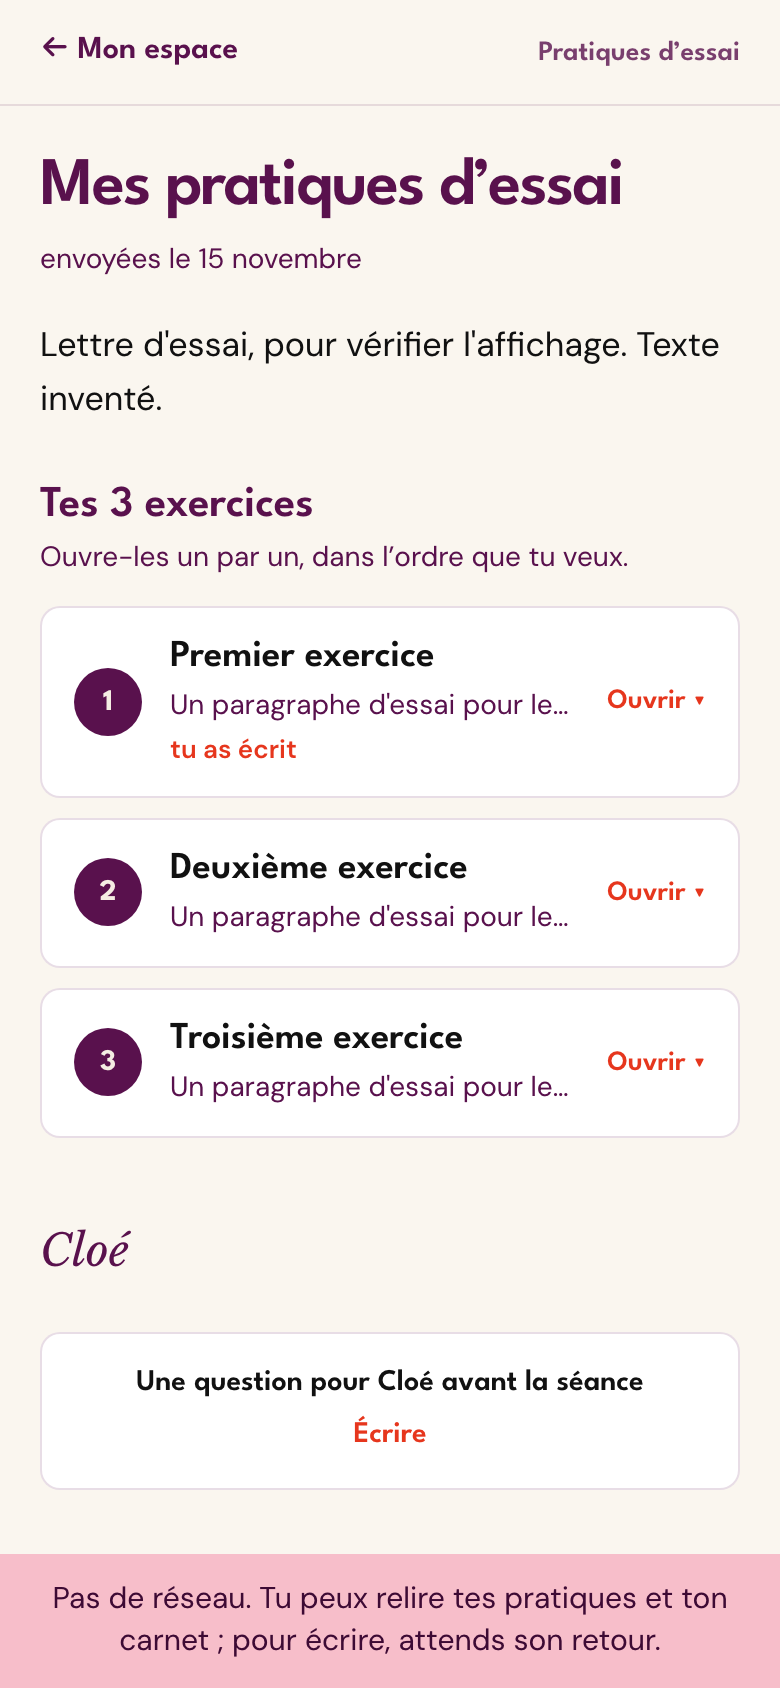 ← Mon espace
Pratiques d’essai
Mes pratiques d’essai
envoyées le 15 novembre
Lettre d'essai, pour vérifier l'affichage. Texte
inventé.
Tes 3 exercices
Ouvre-les un par un, dans l’ordre que tu veux.
1
Premier exercice
Un paragraphe d'essai pour le…
tu as écrit
Ouvrir ▾
2
Deuxième exercice
Un paragraphe d'essai pour le…
Ouvrir ▾
3
Troisième exercice
Un paragraphe d'essai pour le…
Ouvrir ▾
Cloé
Une question pour Cloé avant la séance
Écrire
Pas de réseau. Tu peux relire tes pratiques et ton
carnet ; pour écrire, attends son retour.